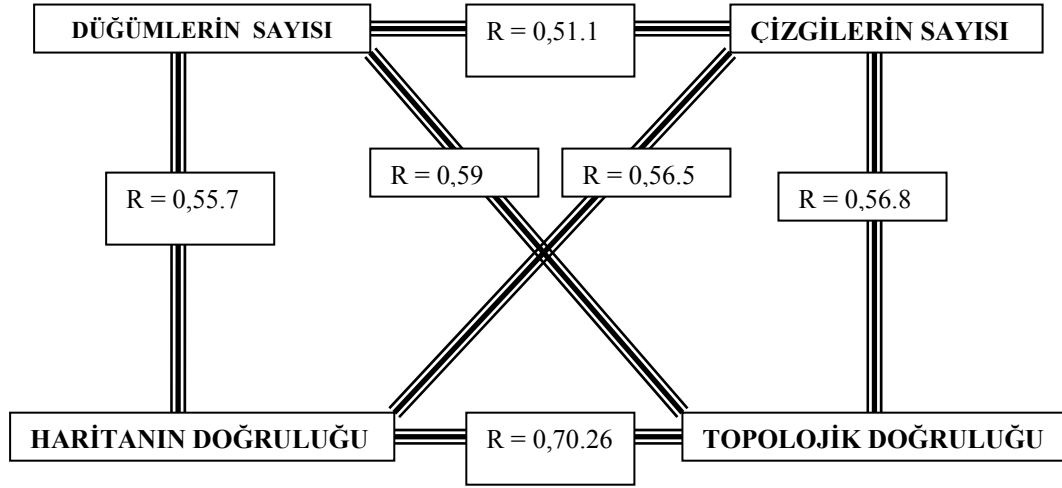 DÜĞÜMLERİN SAYISI
R = 0,51.1
ÇİZGİLERİN SAYISI
R = 0,55.7
R = 0,59
R = 0,56.5
R = 0,56.8
HARİTANIN DOĞRULUĞU
R = 0,70.26
TOPOLOJİK DOĞRULUĞU